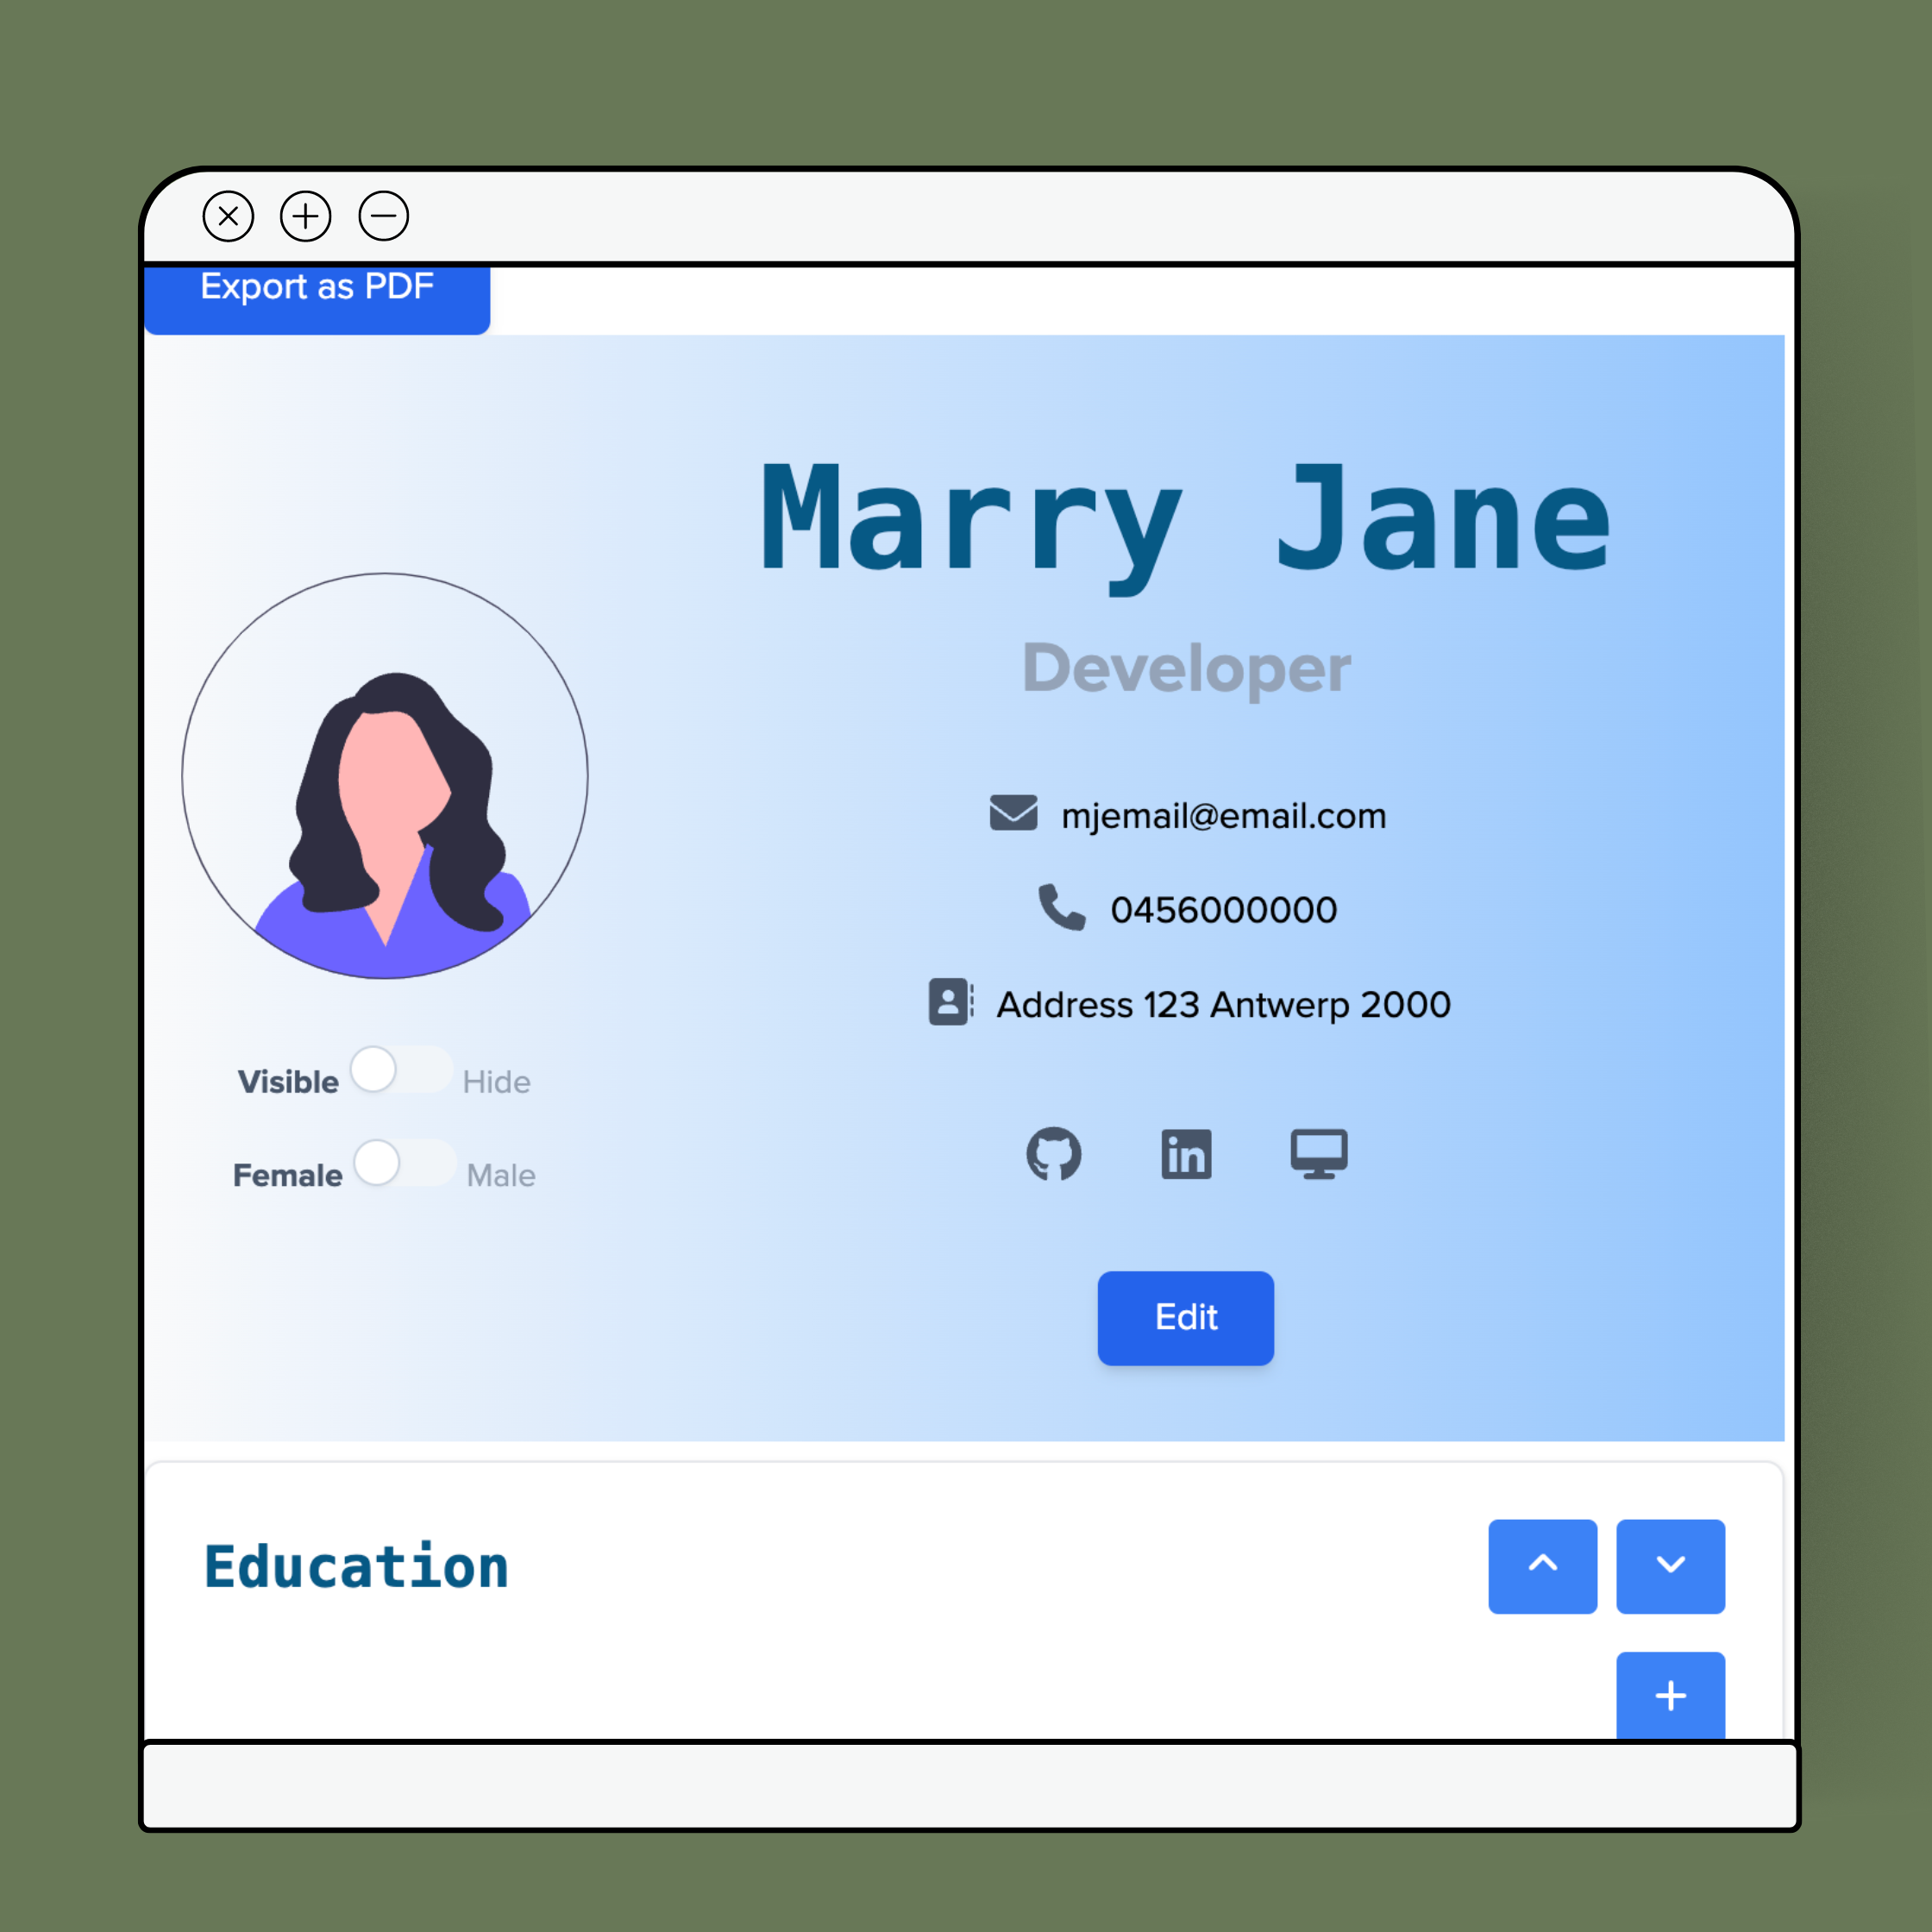 Export as PDF
Marry Jane
Developer
mjemail@email.com
0456000000
Address 123 Antwerp 2000
Visible Hide
Female Male
in
Edit
Education